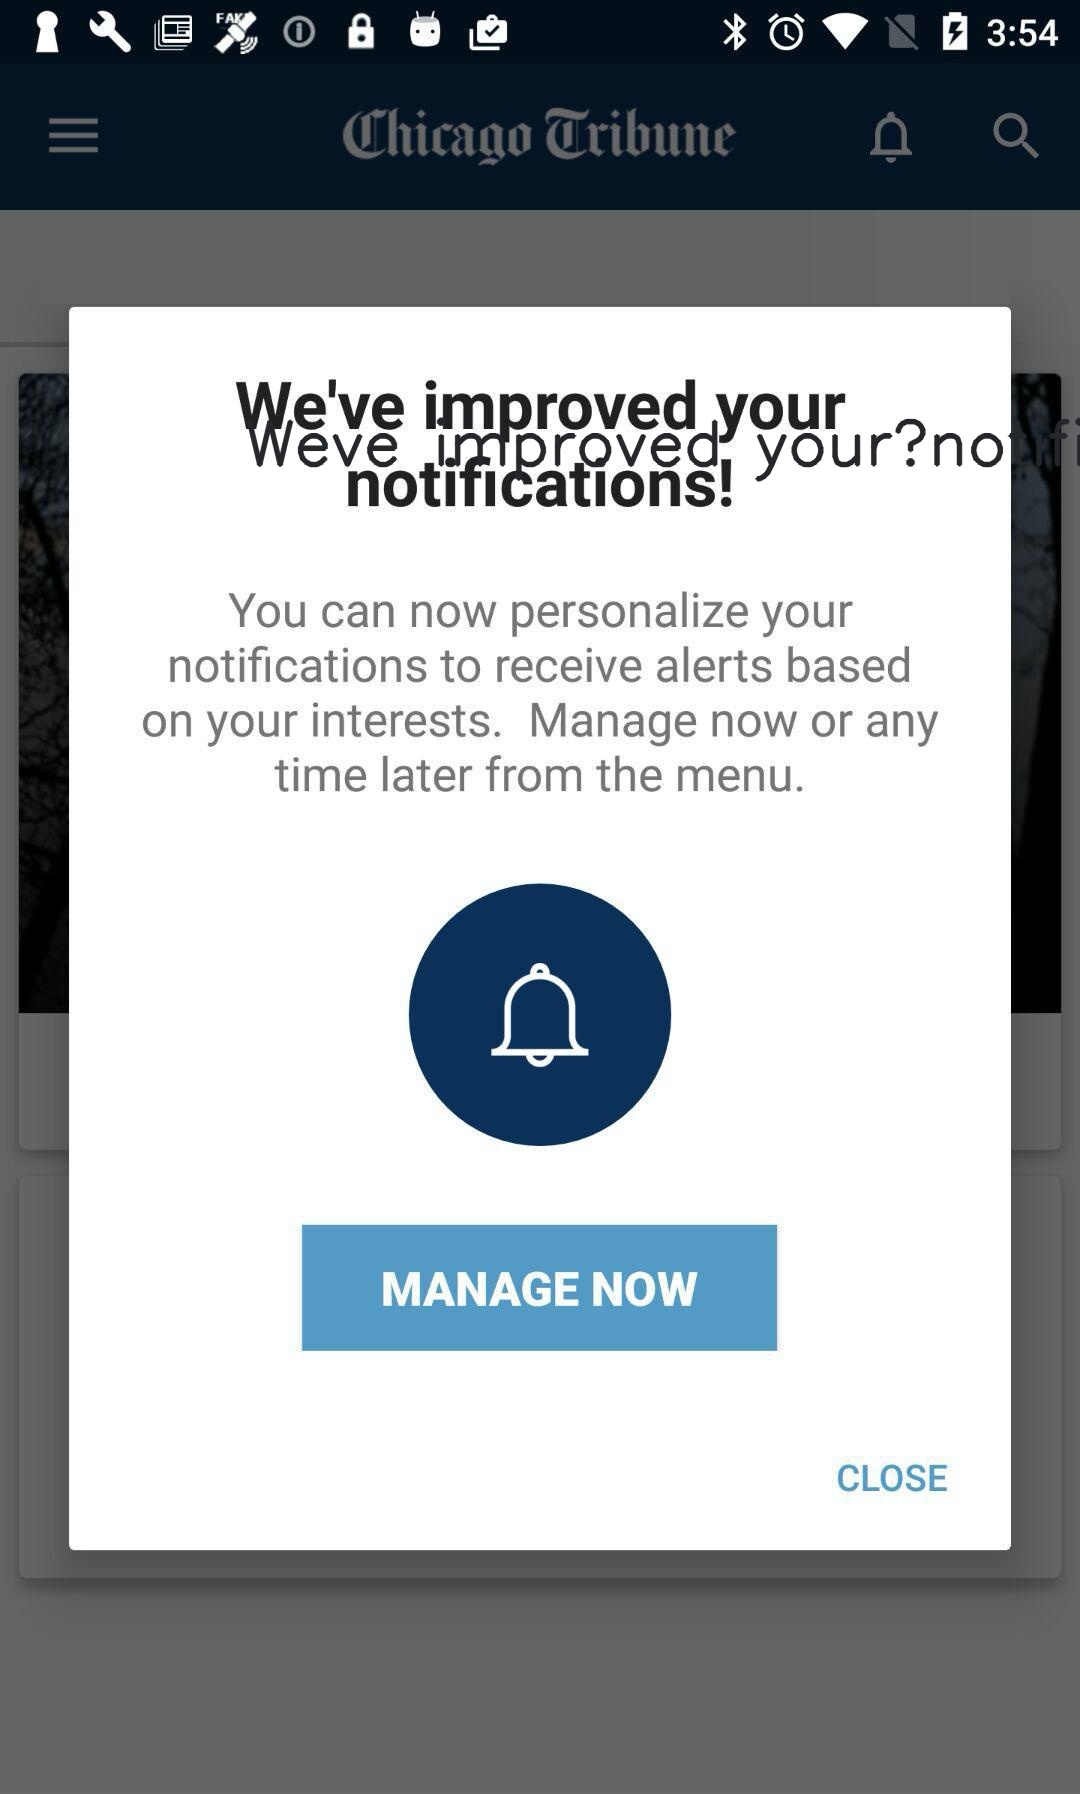 FAKE
3:54
Chicago Tribune
We've improved your
Weve improved your?notifi
notifications!
You can now personalize your
notifications to receive alerts based
on your interests. Manage now or any
time later from the menu.
MANAGE NOW
CLOSE